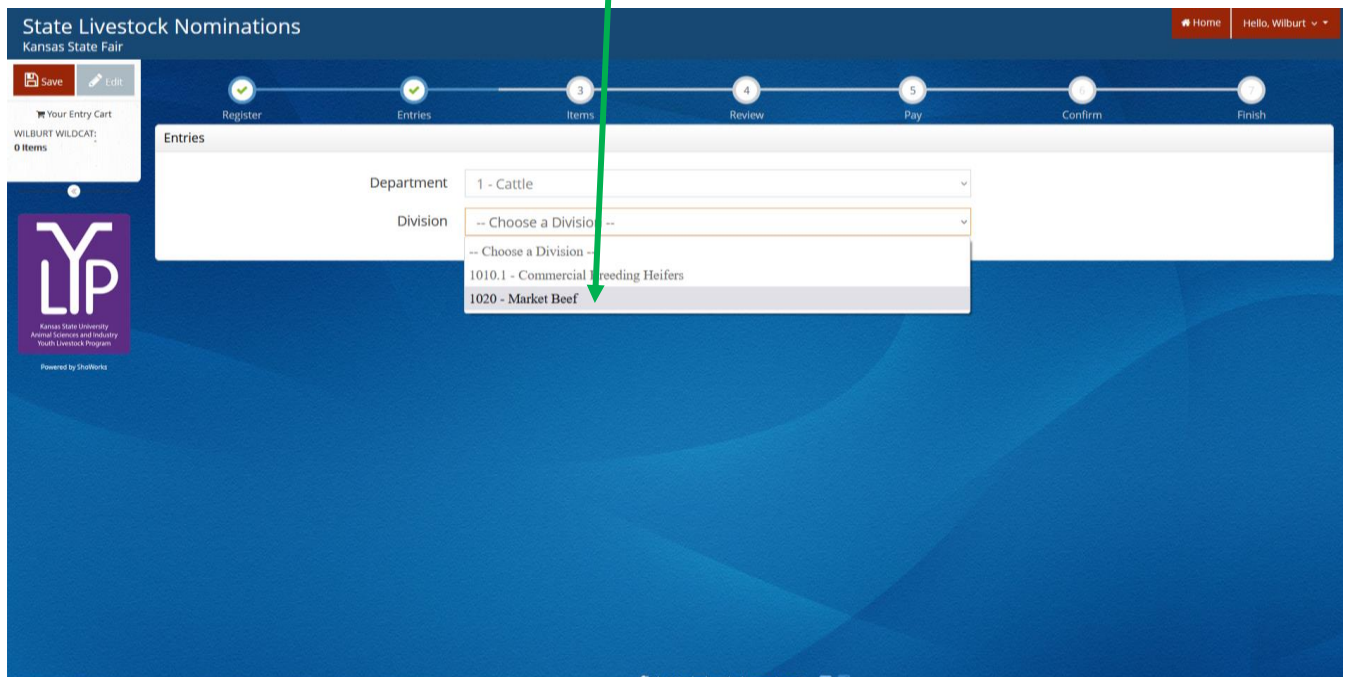 State Livestock Nominations
Kansas State Fair
Home
Hello, Wilburt
Save
Edit
Your Entry Cart
WILBURT WILDCAT:
0 Items
Register
Entries
3
Items
4
Review
5
Pay
6
Confirm
7
Finish
Entries
Department
1 - Cattle
Division
-- Choose a Division --
-- Choose a Division --
1010.1 - Commercial Breeding Heifers
1020 - Market Beef
YLP
Kansas State University
Animal Sciences and Industry
Youth Livestock Program
Powered by ShoWorks